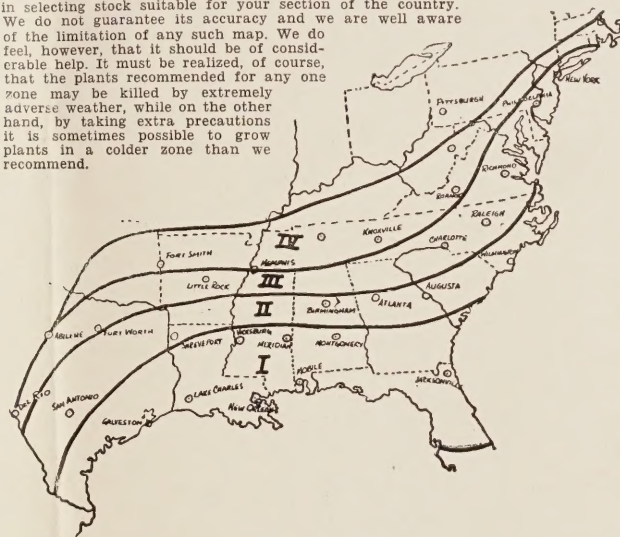 in selecting stock suitable for your section of the country.
We do not guarantee its accuracy and we are well aware
of the limitation of any such map. We do
feel, however, that it should be of consid-
erable help. It must be realized, of course,
that the plants recommended for any one
zone may be killed by extremely
adverse weather, while on the other
hand, by taking extra precautions
it is sometimes possible to grow
plants in a colder zone than we
recommend.
NEW YORK
PITTSBURGH
PHILADELPHIA
RICHMOND
ROANOKE
RALEIGH
IV
KNOXVILLE
CHARLOTTE
WILMINGTON
FORT SMITH
MEMPHIS
III
LITTLE ROCK
II
BIRMINGHAM
ATLANTA
AUGUSTA
ABILENE
FORT WORTH
SHREVEPORT
VICKSBURG
MERIDIAN
MONTGOMERY
I
DEL RIO
SAN ANTONIO
LAKE CHARLES
MOBILE
JACKSONVILLE
GALVESTON
NEW ORLEANS